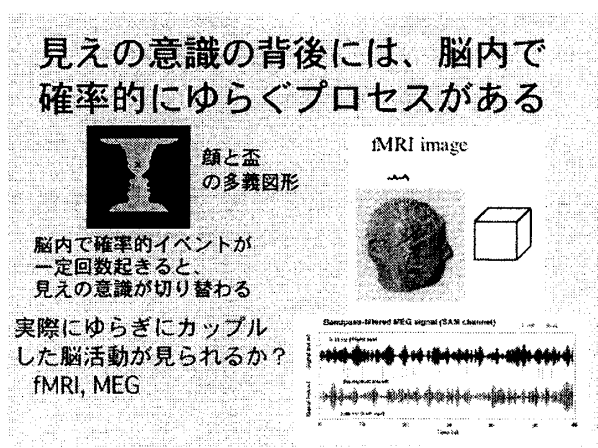 見えの意識の背後には、脳内で
確率的にゆらぐプロセスがある
顔と盃
の多義図形
fMRI image
脳内で確率的イベントが
一定回数起きると、
見えの意識が切り替わる
実際にゆらぎにカップル
した脳活動が見られるか？
fMRI, MEG
Bandpass-filtered MEG signal (SAM channel)